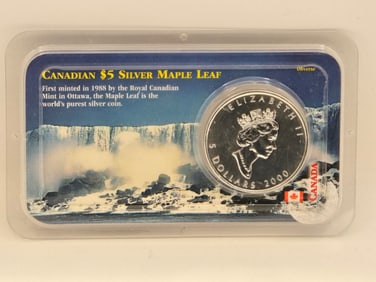 CANADIAN $5 SILVER MAPLE LEAF
First minted in 1988 by the Royal Canadian
Mint in Ottawa, the Maple Leaf is the
world's purest silver coin.
ELIZABETH II
5 DOLLARS 2000
CANADA